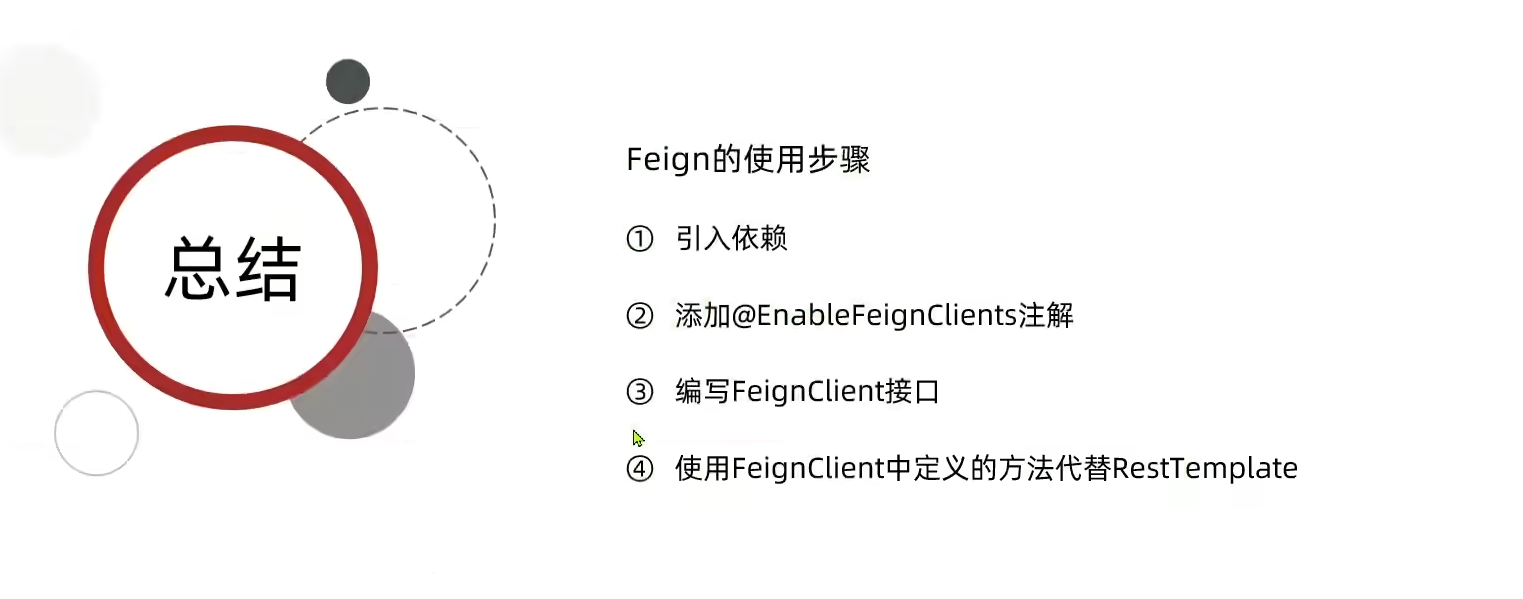 总结
Feign的使用步骤
① 引入依赖
② 添加@EnableFeignClients注解
③ 编写FeignClient接口
④ 使用FeignClient中定义的方法代替RestTemplate